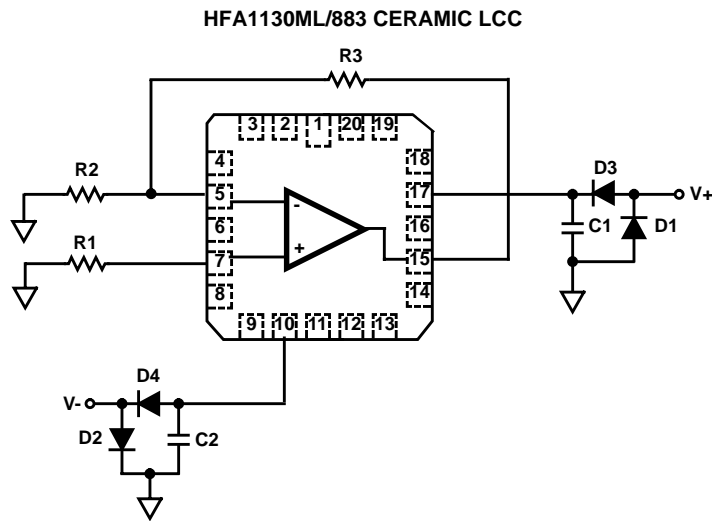 HFA1130ML/883 CERAMIC LCC
R3
3 2 1 20 19
4
18
R2
5
17
D3
V+
-
6
16
C1
D1
R1
+
7
15
8
14
9 10 11 12 13
D4
V-
D2
C2